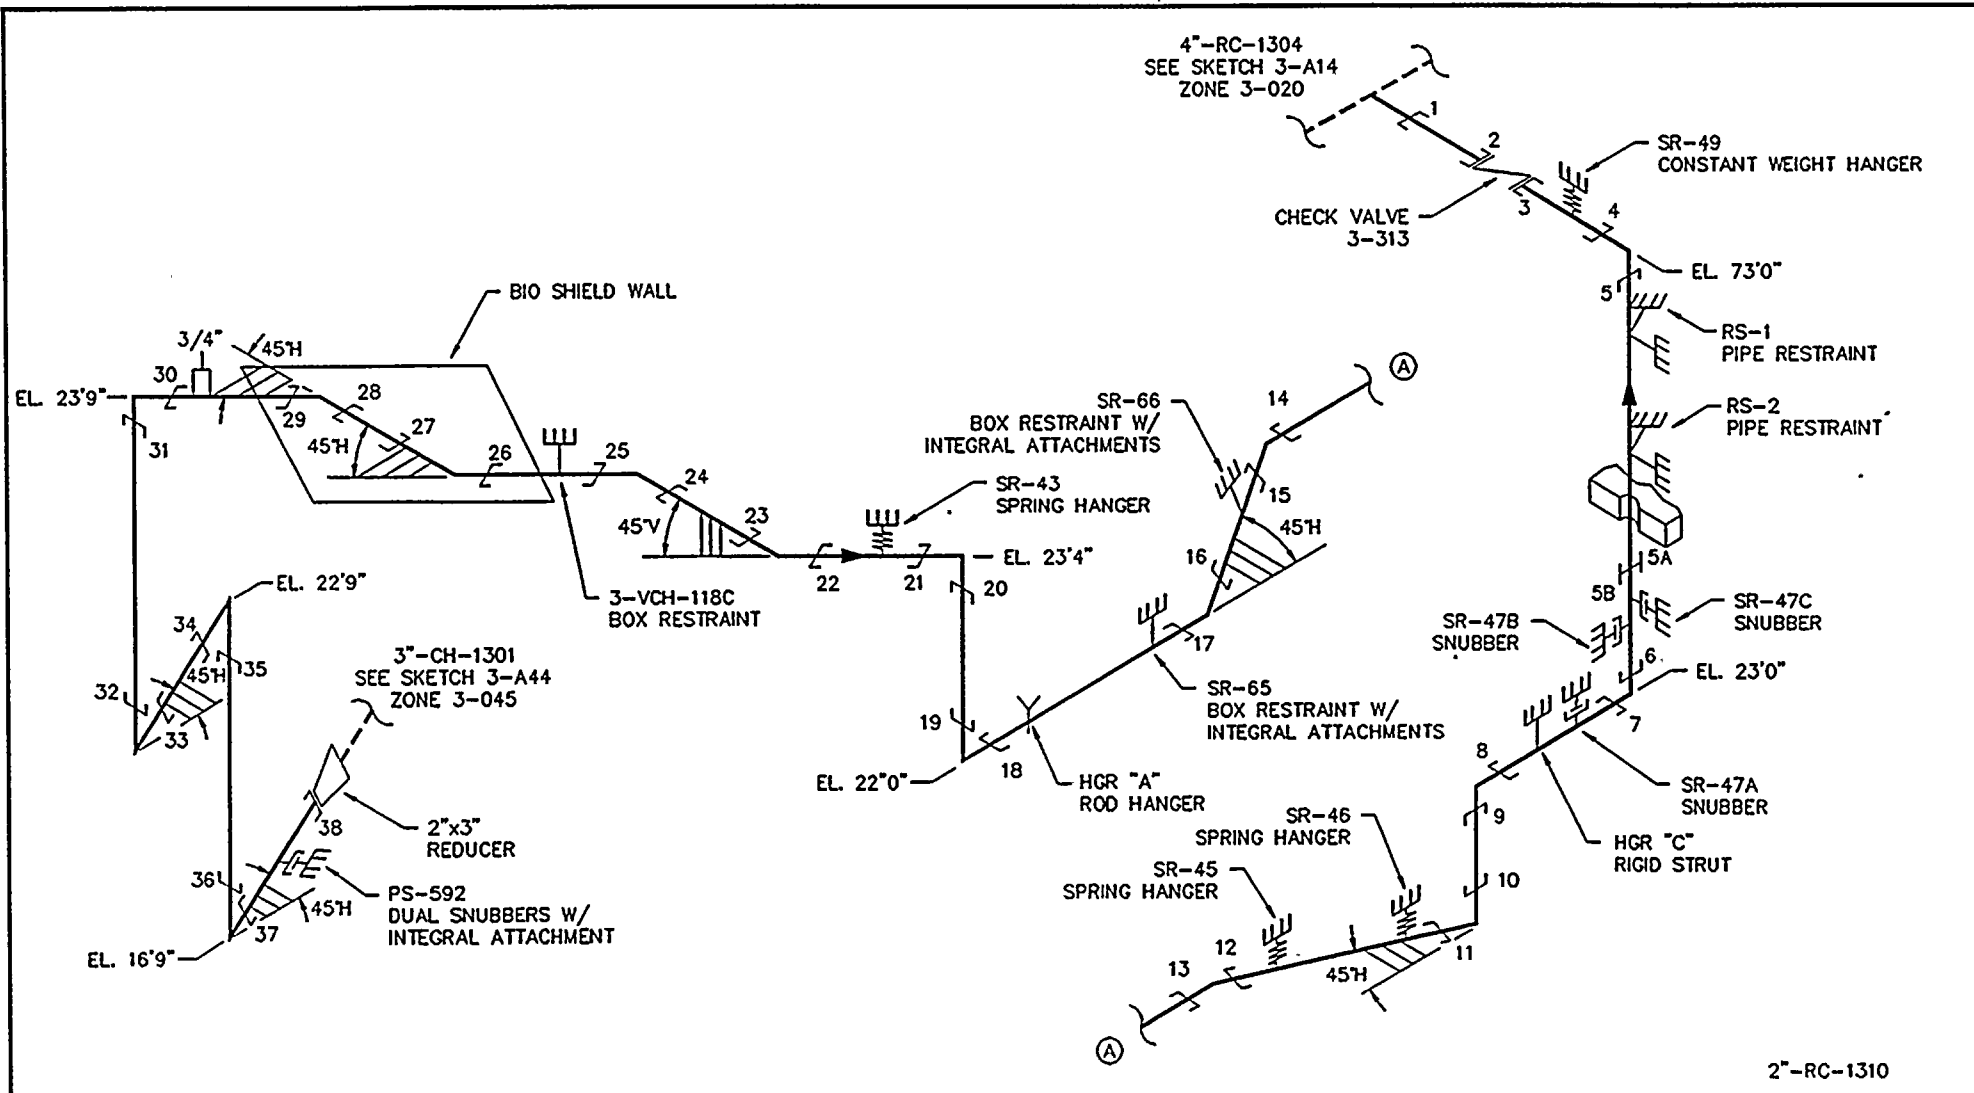 4"-RC-1304
SEE SKETCH 3-A14
ZONE 3-020
1
2
SR-49
CONSTANT WEIGHT HANGER
3
4
CHECK VALVE
3-313
EL. 73'0"
5
RS-1
PIPE RESTRAINT
RS-2
PIPE RESTRAINT
BIO SHIELD WALL
3/4"
45°H
30
EL. 23'9"
29
28
27
31
45°H
26
25
24
23
45°V
SR-43
SPRING HANGER
22
21
EL. 23'4"
20
3-VCH-118C
BOX RESTRAINT
A
14
SR-66
BOX RESTRAINT W/
INTEGRAL ATTACHMENTS
15
45°H
16
17
SR-65
BOX RESTRAINT W/
INTEGRAL ATTACHMENTS
19
18
EL. 22"0"
HGR "A"
ROD HANGER
5A
5B
SR-47B
SNUBBER
SR-47C
SNUBBER
6
EL. 23'0"
7
8
SR-47A
SNUBBER
9
HGR "C"
RIGID STRUT
10
SR-46
SPRING HANGER
SR-45
SPRING HANGER
11
45°H
12
13
A
EL. 22'9"
34
35
45°H
32
33
3"-CH-1301
SEE SKETCH 3-A44
ZONE 3-045
38
2"x3"
REDUCER
36
45°H
37
PS-592
DUAL SNUBBERS W/
INTEGRAL ATTACHMENT
EL. 16'9"
2"-RC-1310